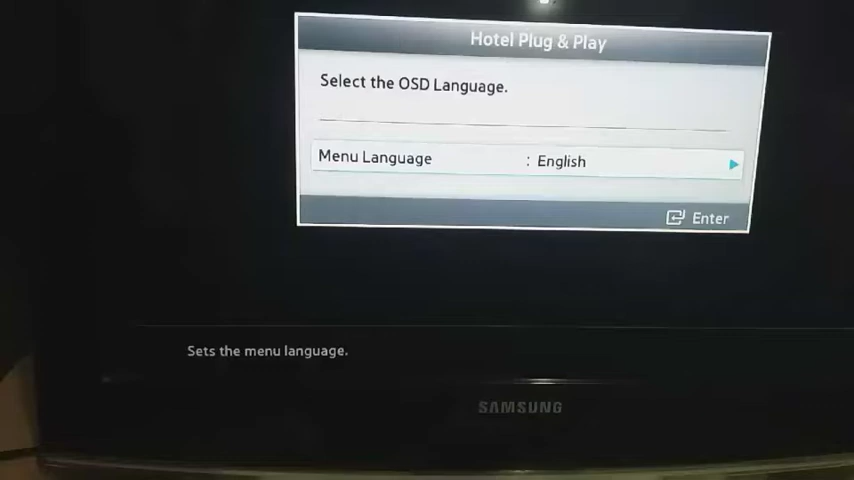 Hotel Plug & Play
Select the OSD Language.
Menu Language : English
Enter
Sets the menu language.
SAMSUNG